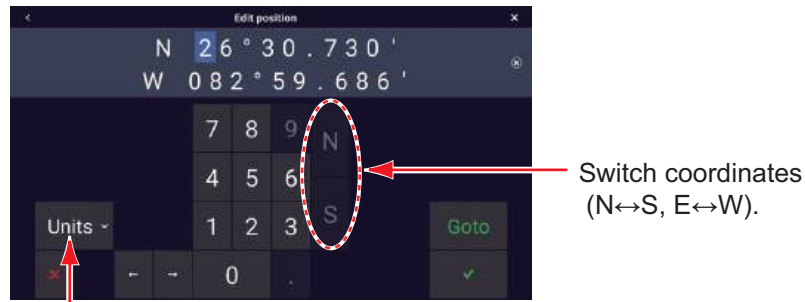 Edit position
N 26°30.730'
W 082°59.686'
7 8 9 N
4 5 6
1 2 3 S
0 .
Units
Goto
Switch coordinates
(N↔S, E↔W).